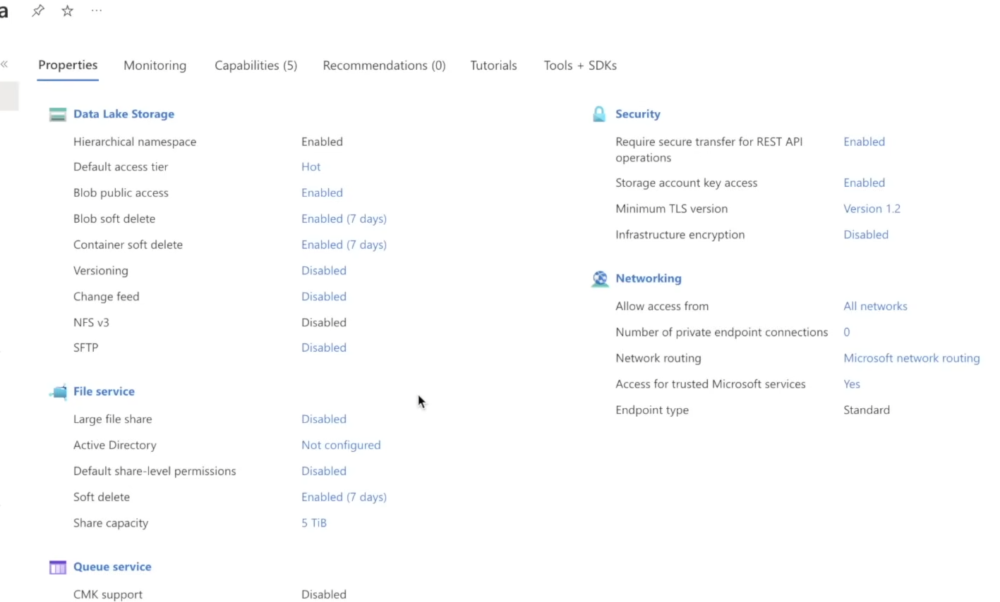 a
Properties Monitoring Capabilities (5) Recommendations (0) Tutorials Tools + SDKs
Data Lake Storage
Hierarchical namespace Enabled
Default access tier Hot
Blob public access Enabled
Blob soft delete Enabled (7 days)
Container soft delete Enabled (7 days)
Versioning Disabled
Change feed Disabled
NFS v3 Disabled
SFTP Disabled
File service
Large file share Disabled
Active Directory Not configured
Default share-level permissions Disabled
Soft delete Enabled (7 days)
Share capacity 5 TiB
Queue service
CMK support Disabled
Security
Require secure transfer for REST API Enabled
operations
Storage account key access Enabled
Minimum TLS version Version 1.2
Infrastructure encryption Disabled
Networking
Allow access from All networks
Number of private endpoint connections 0
Network routing Microsoft network routing
Access for trusted Microsoft services Yes
Endpoint type Standard